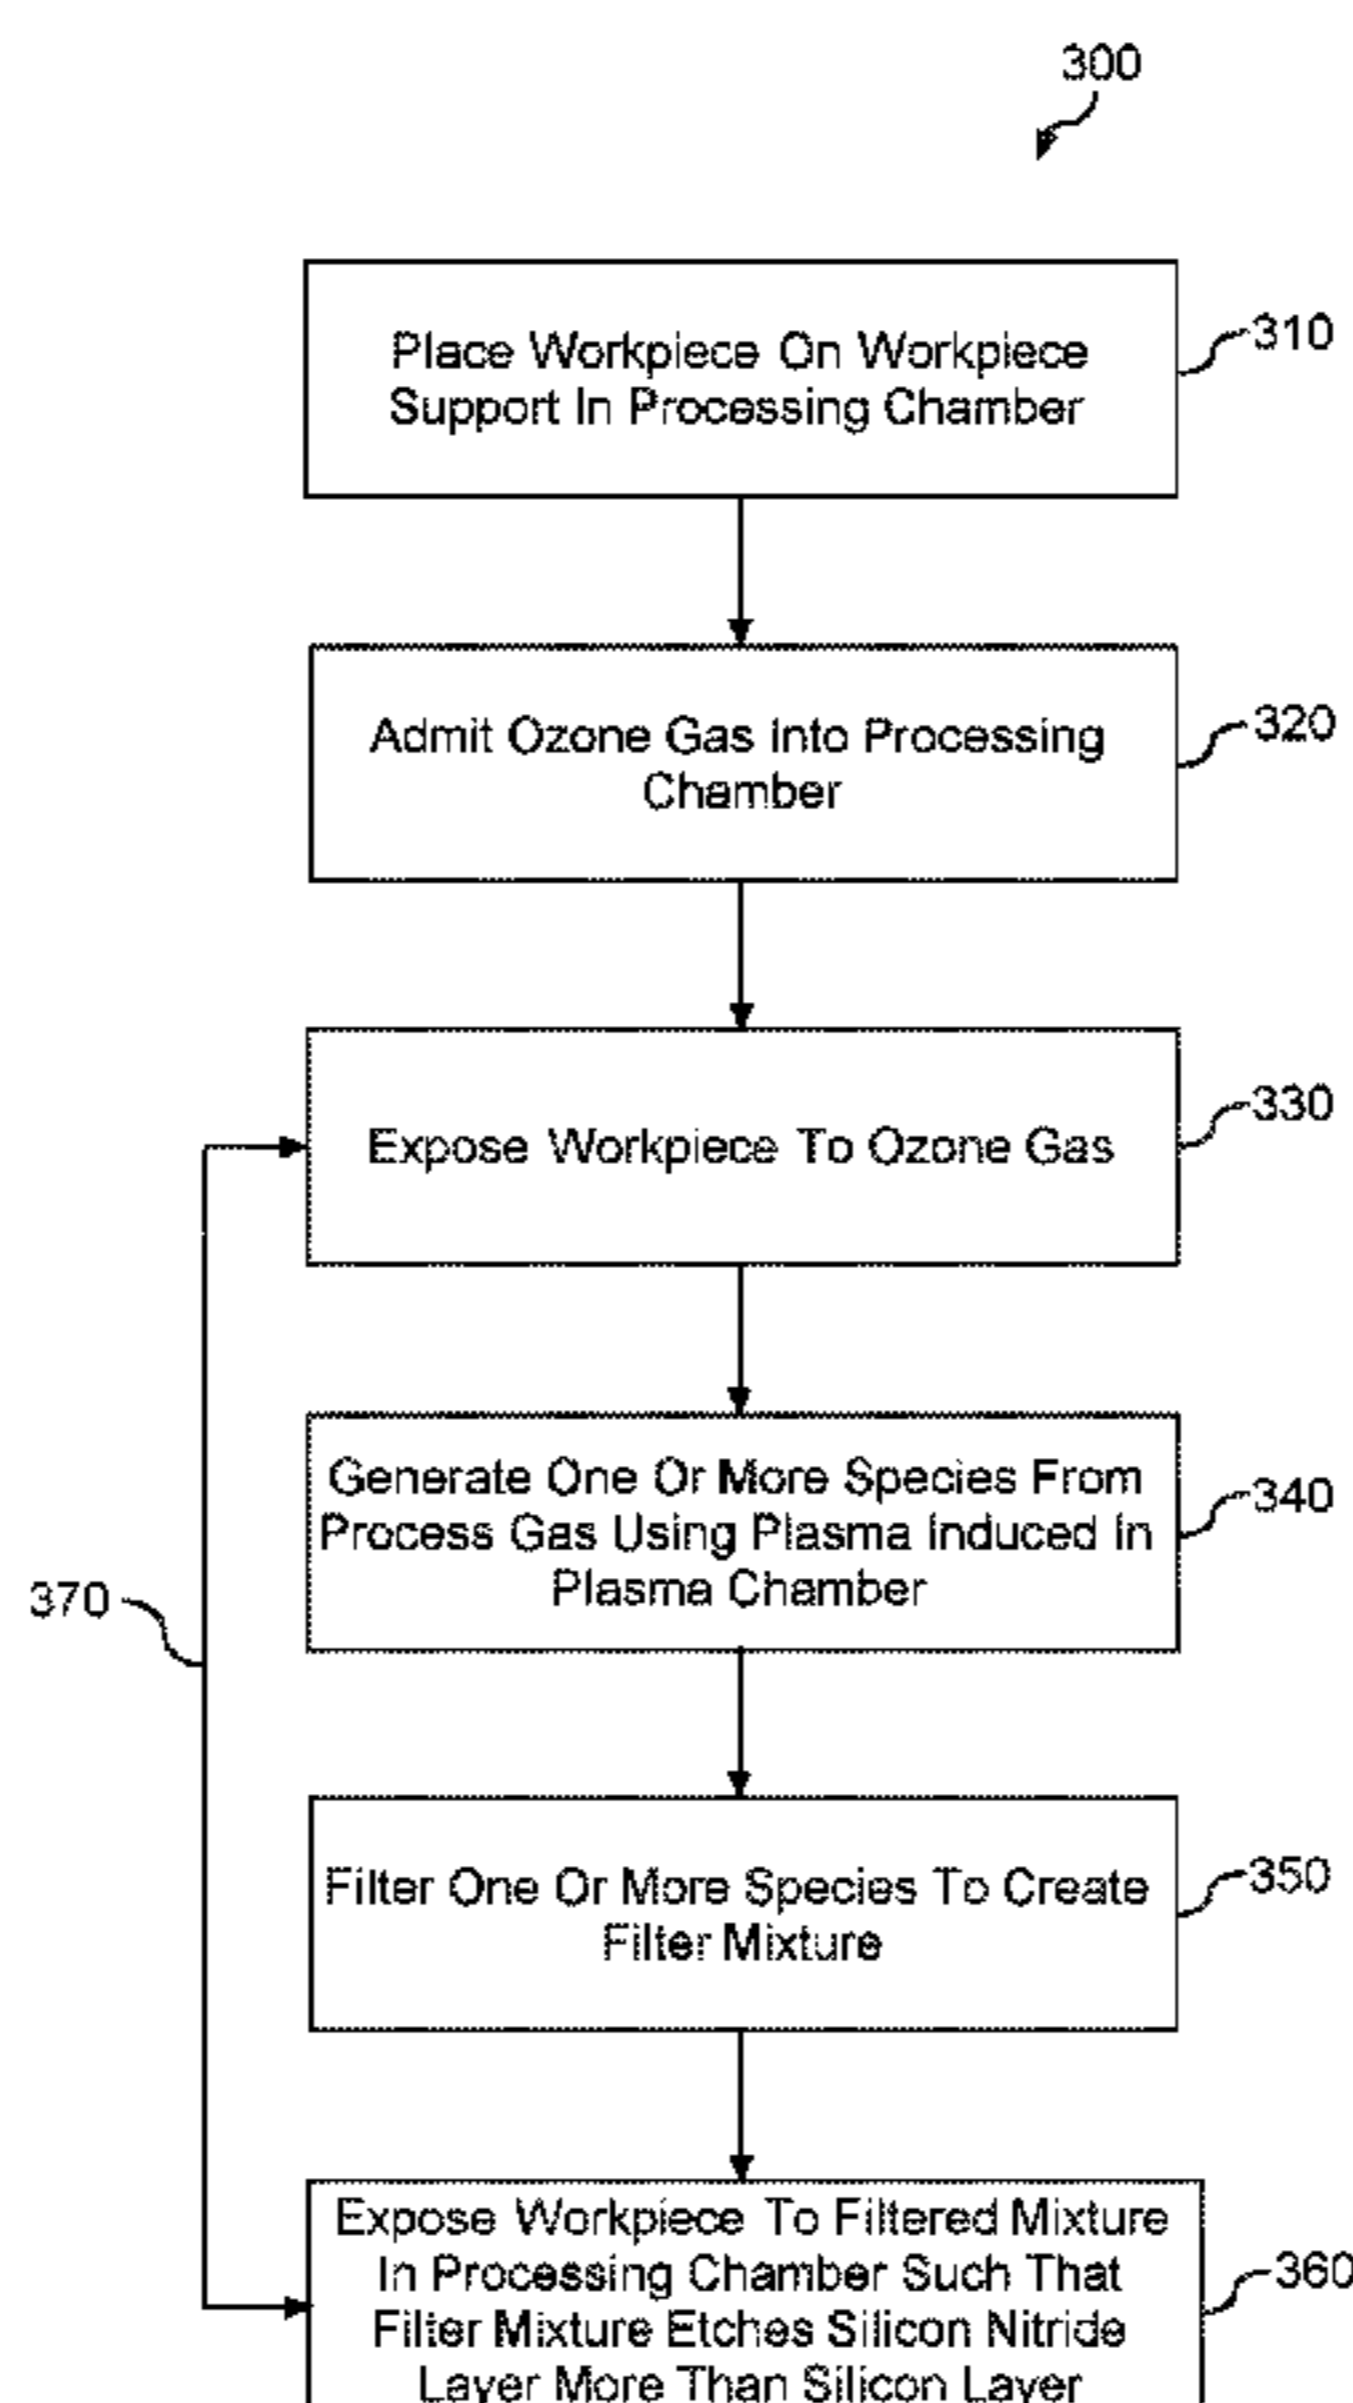 300
Place Workpiece On Workpiece
Support In Processing Chamber
310
Admit Ozone Gas Into Processing
Chamber
320
Expose Workpiece To Ozone Gas
330
Generate One Or More Species From
Process Gas Using Plasma Induced In
Plasma Chamber
340
370
Filter One Or More Species To Create
Filter Mixture
350
Expose Workpiece To Filtered Mixture
In Processing Chamber Such That
Filter Mixture Etches Silicon Nitride
Layer More Than Silicon Layer
360